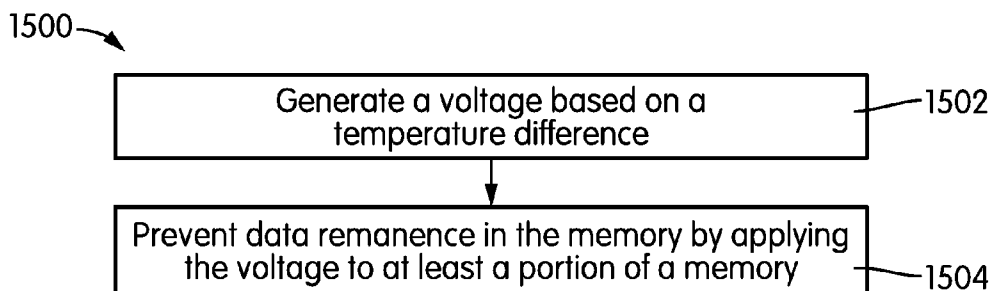 1500
Generate a voltage based on a
temperature difference
1502
Prevent data remanence in the memory by applying
the voltage to at least a portion of a memory
1504